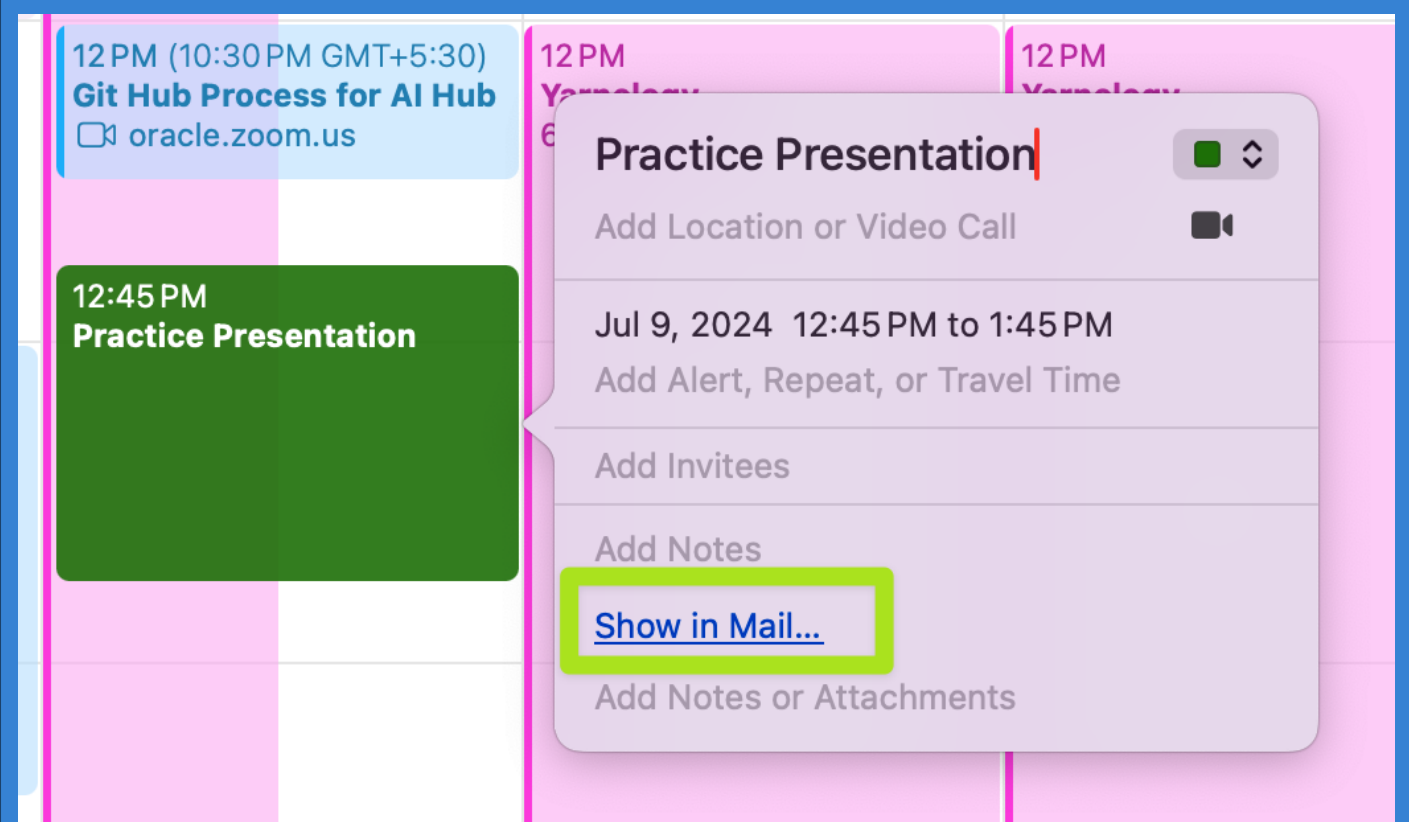 12 PM (10:30 PM GMT+5:30)
Git Hub Process for AI Hub
oracle.zoom.us
12:45 PM
Practice Presentation
12 PM
Yarnology
6
12 PM
Yarnology
Practice Presentation
Add Location or Video Call
Jul 9, 2024 12:45 PM to 1:45 PM
Add Alert, Repeat, or Travel Time
Add Invitees
Add Notes
Show in Mail...
Add Notes or Attachments